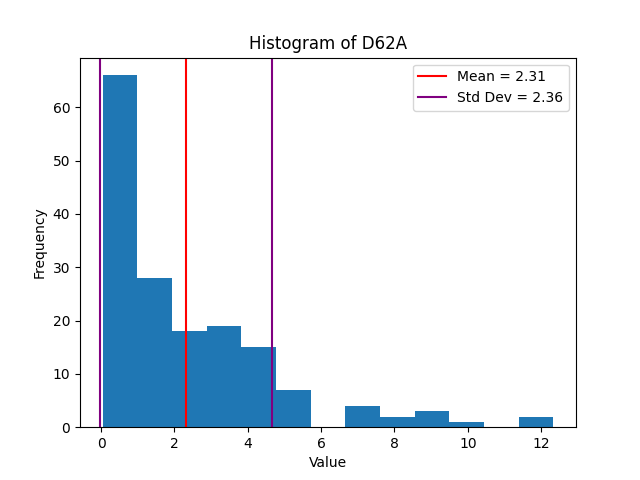 Histogram of D62A
Mean = 2.31
Std Dev = 2.36
Frequency
60
50
40
30
20
10
0
0 2 4 6 8 10 12
Value